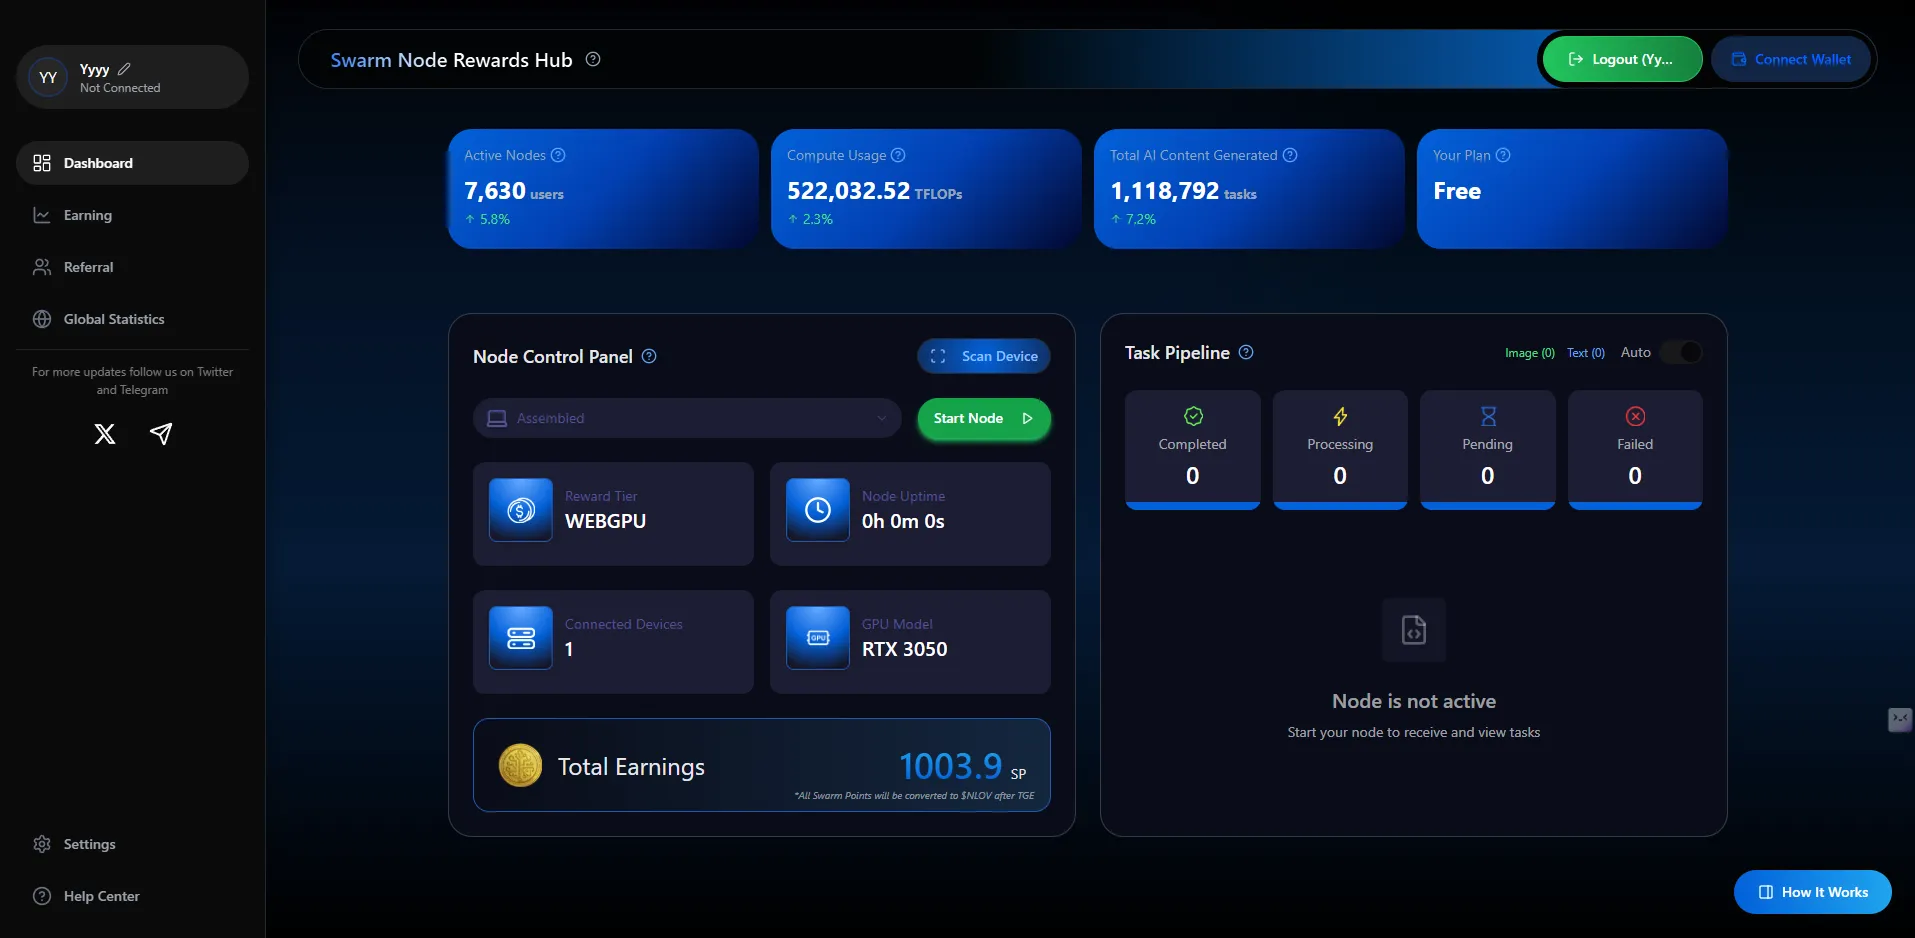 YY
Yyyy
Not Connected
Dashboard
Earning
Referral
Global Statistics
For more updates follow us on Twitter
and Telegram
Settings
Help Center
Swarm Node Rewards Hub
Logout (Yy...
Connect Wallet
Active Nodes
7,630 users
↑ 5.8%
Compute Usage
522,032.52 TFLOPs
↑ 2.3%
Total AI Content Generated
1,118,792 tasks
↑ 7.2%
Your Plan
Free
Node Control Panel
Scan Device
Assembled
Start Node
Reward Tier
WEBGPU
Node Uptime
0h 0m 0s
Connected Devices
1
GPU
GPU Model
RTX 3050
Total Earnings
1003.9 SP
*All Swarm Points will be converted to $NLOV after TGE
Task Pipeline
Image (0) Text (0) Auto
Completed
0
Processing
0
Pending
0
Failed
0
Node is not active
Start your node to receive and view tasks
How It Works